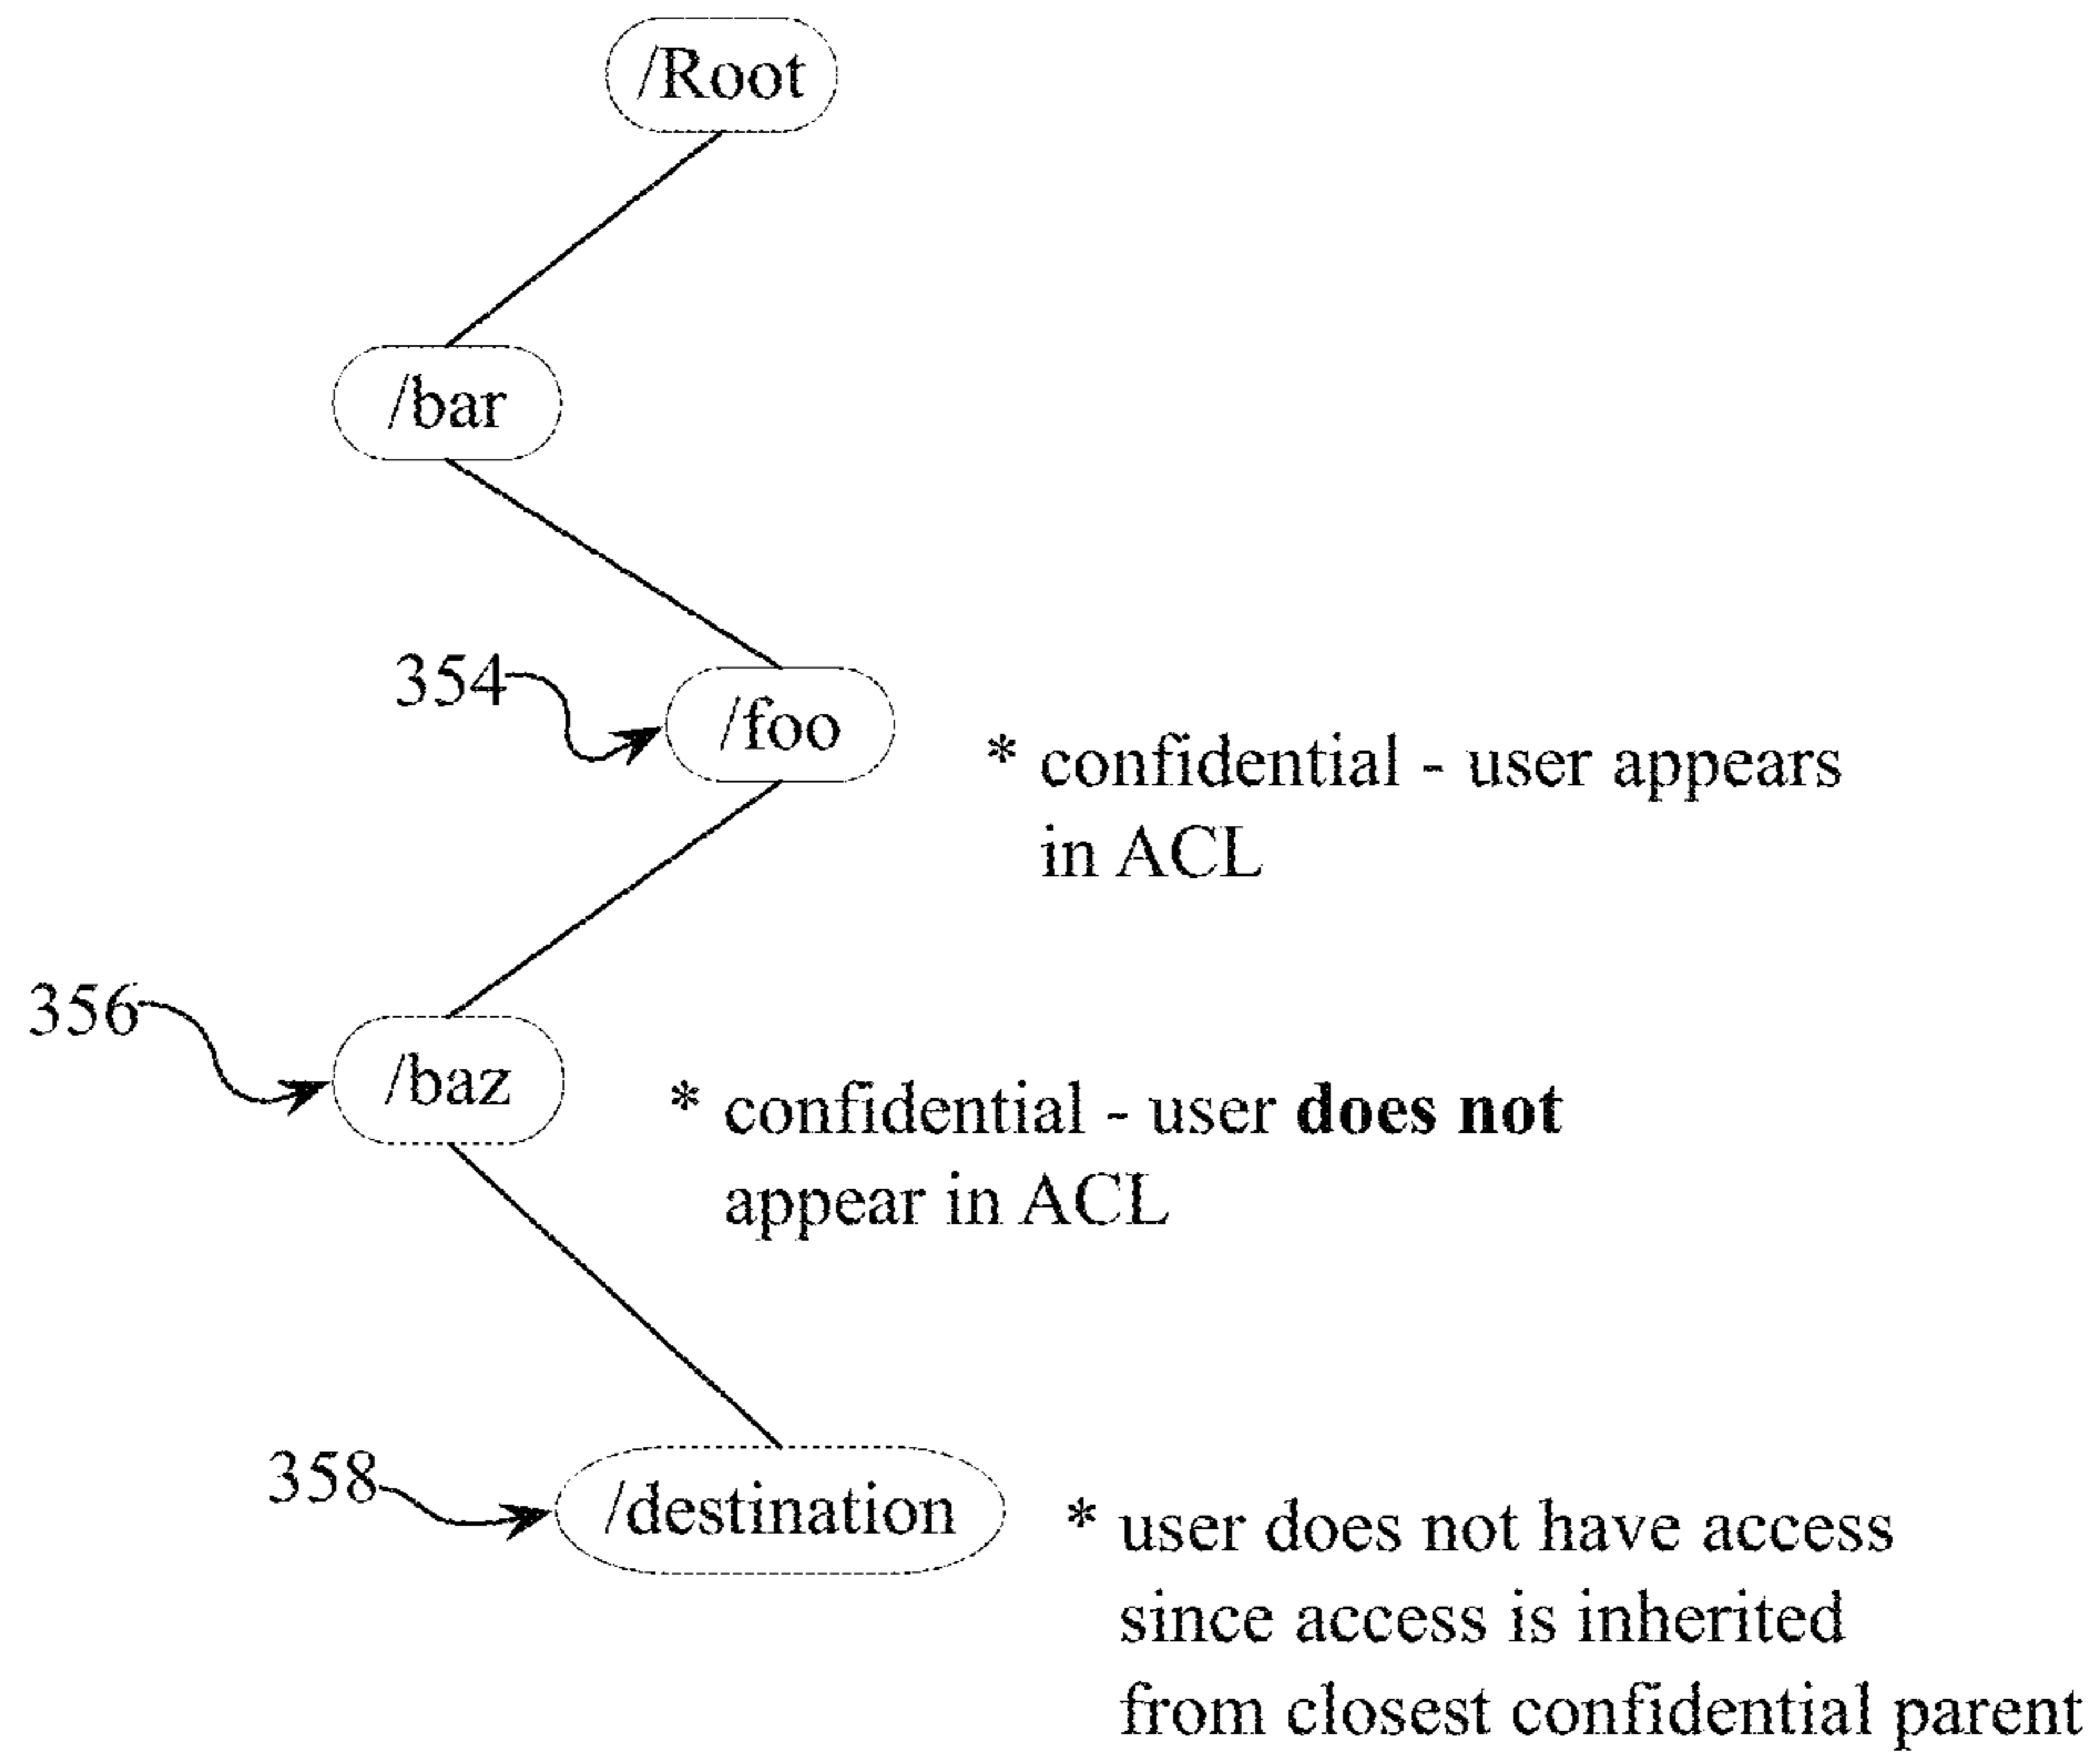 /Root
/bar
354
/foo
* confidential - user appears
in ACL
356
/baz
* confidential - user does not
appear in ACL
358
/destination
* user does not have access
since access is inherited
from closest confidential parent